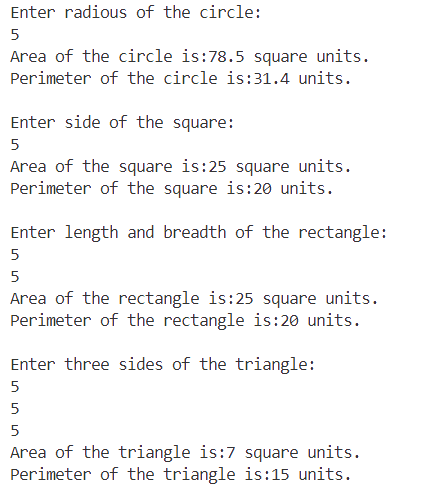 Enter radious of the circle:
5
Area of the circle is:78.5 square units.
Perimeter of the circle is:31.4 units.

Enter side of the square:
5
Area of the square is:25 square units.
Perimeter of the square is:20 units.

Enter length and breadth of the rectangle:
5
5
Area of the rectangle is:25 square units.
Perimeter of the rectangle is:20 units.

Enter three sides of the triangle:
5
5
5
Area of the triangle is:7 square units.
Perimeter of the triangle is:15 units.